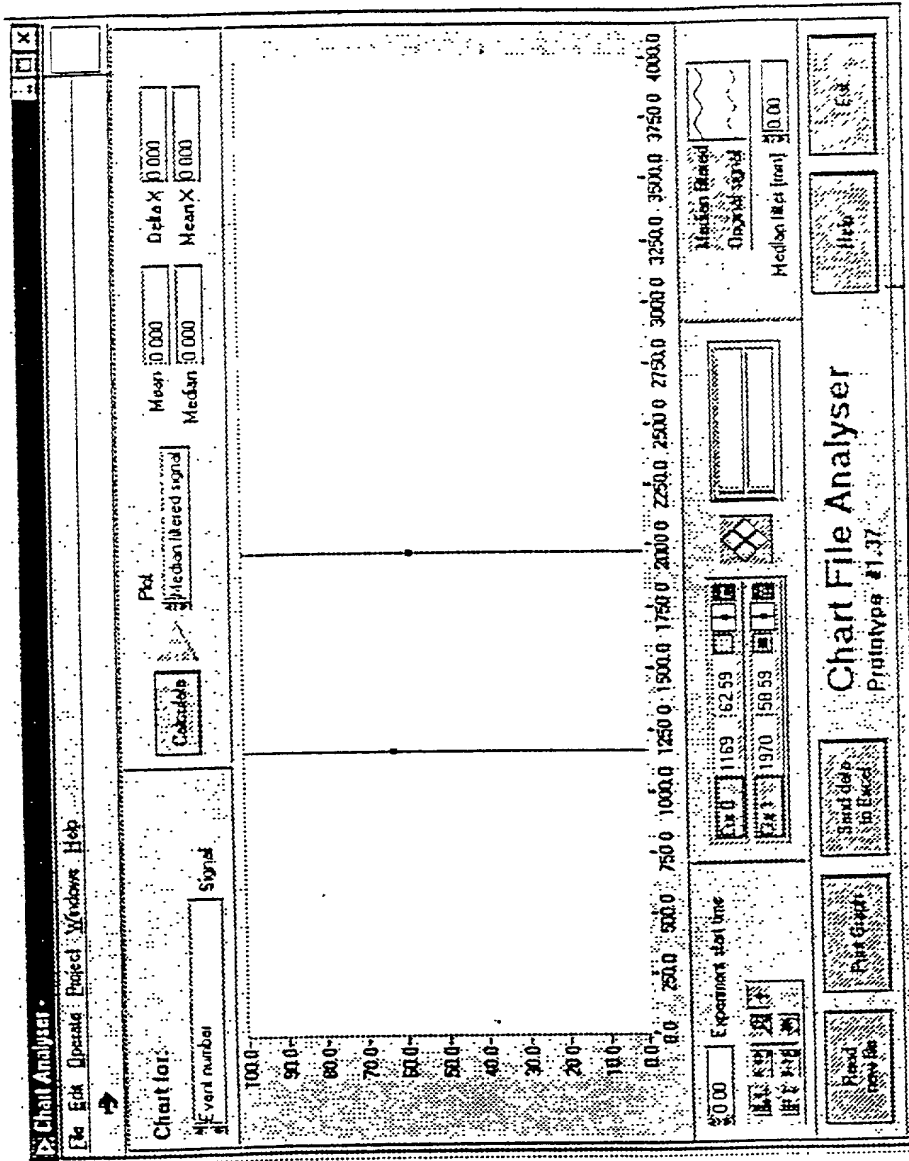 Chart Analyser
File Edit Operate Project Windows Help
Chart for:
Event number
Signal
Calculate
Plot
Median filtered signal
Mean 0.000
Median 0.000
Delta X 0.000
Mean X 0.000
100.0
90.0
80.0
70.0
60.0
50.0
40.0
30.0
20.0
10.0
0.0
0.0 250.0 500.0 750.0 1000.0 1250.0 1500.0 1750.0 2000.0 2250.0 2500.0 2750.0 3000.0 3250.0 3500.0 3750.0 4000.0
0.00 Experiment start time
1169 62.59
1970 58.59
Median filtered
Original signal
Median filter [min] 0.00
Read
new file
Print Graph
Send data
to Excel
Chart File Analyser
Prototype #1.37
Help
Exit